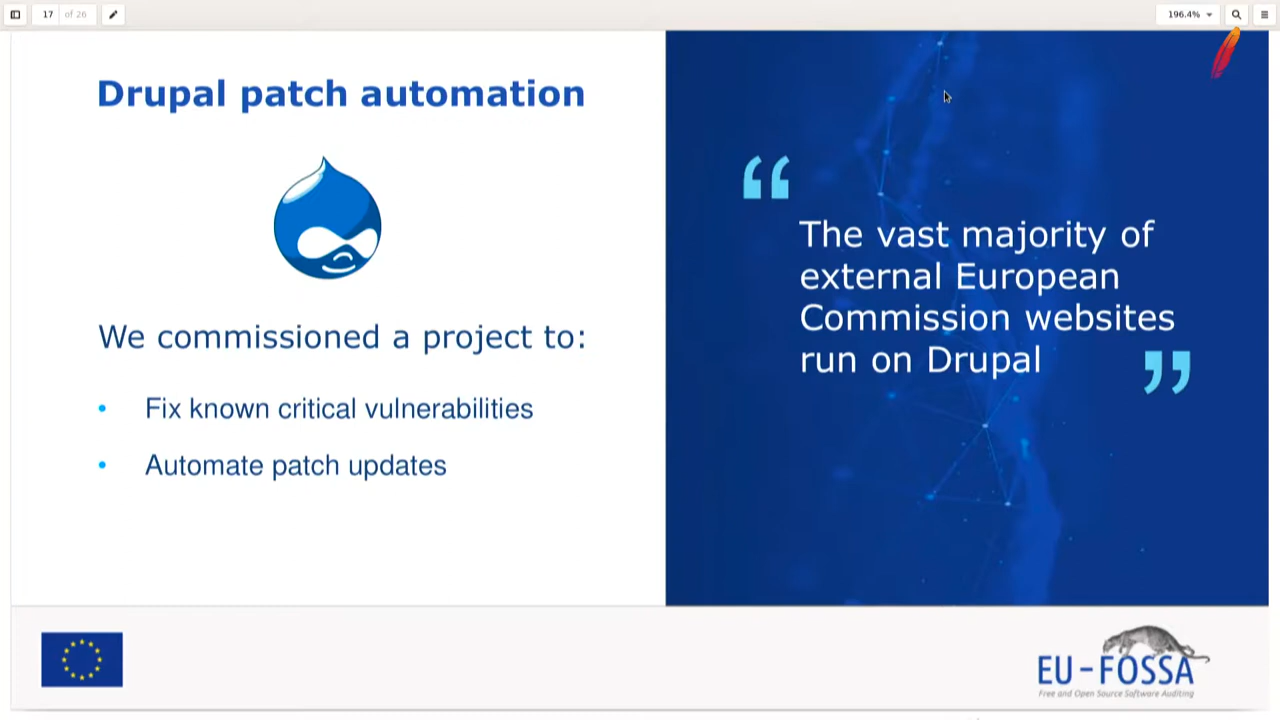 17 of 26
196.4%
Drupal patch automation
We commissioned a project to:
• Fix known critical vulnerabilities
• Automate patch updates
“
The vast majority of
external European
Commission websites
run on Drupal
”
EU-FOSSA
Free and Open Source Software Auditing